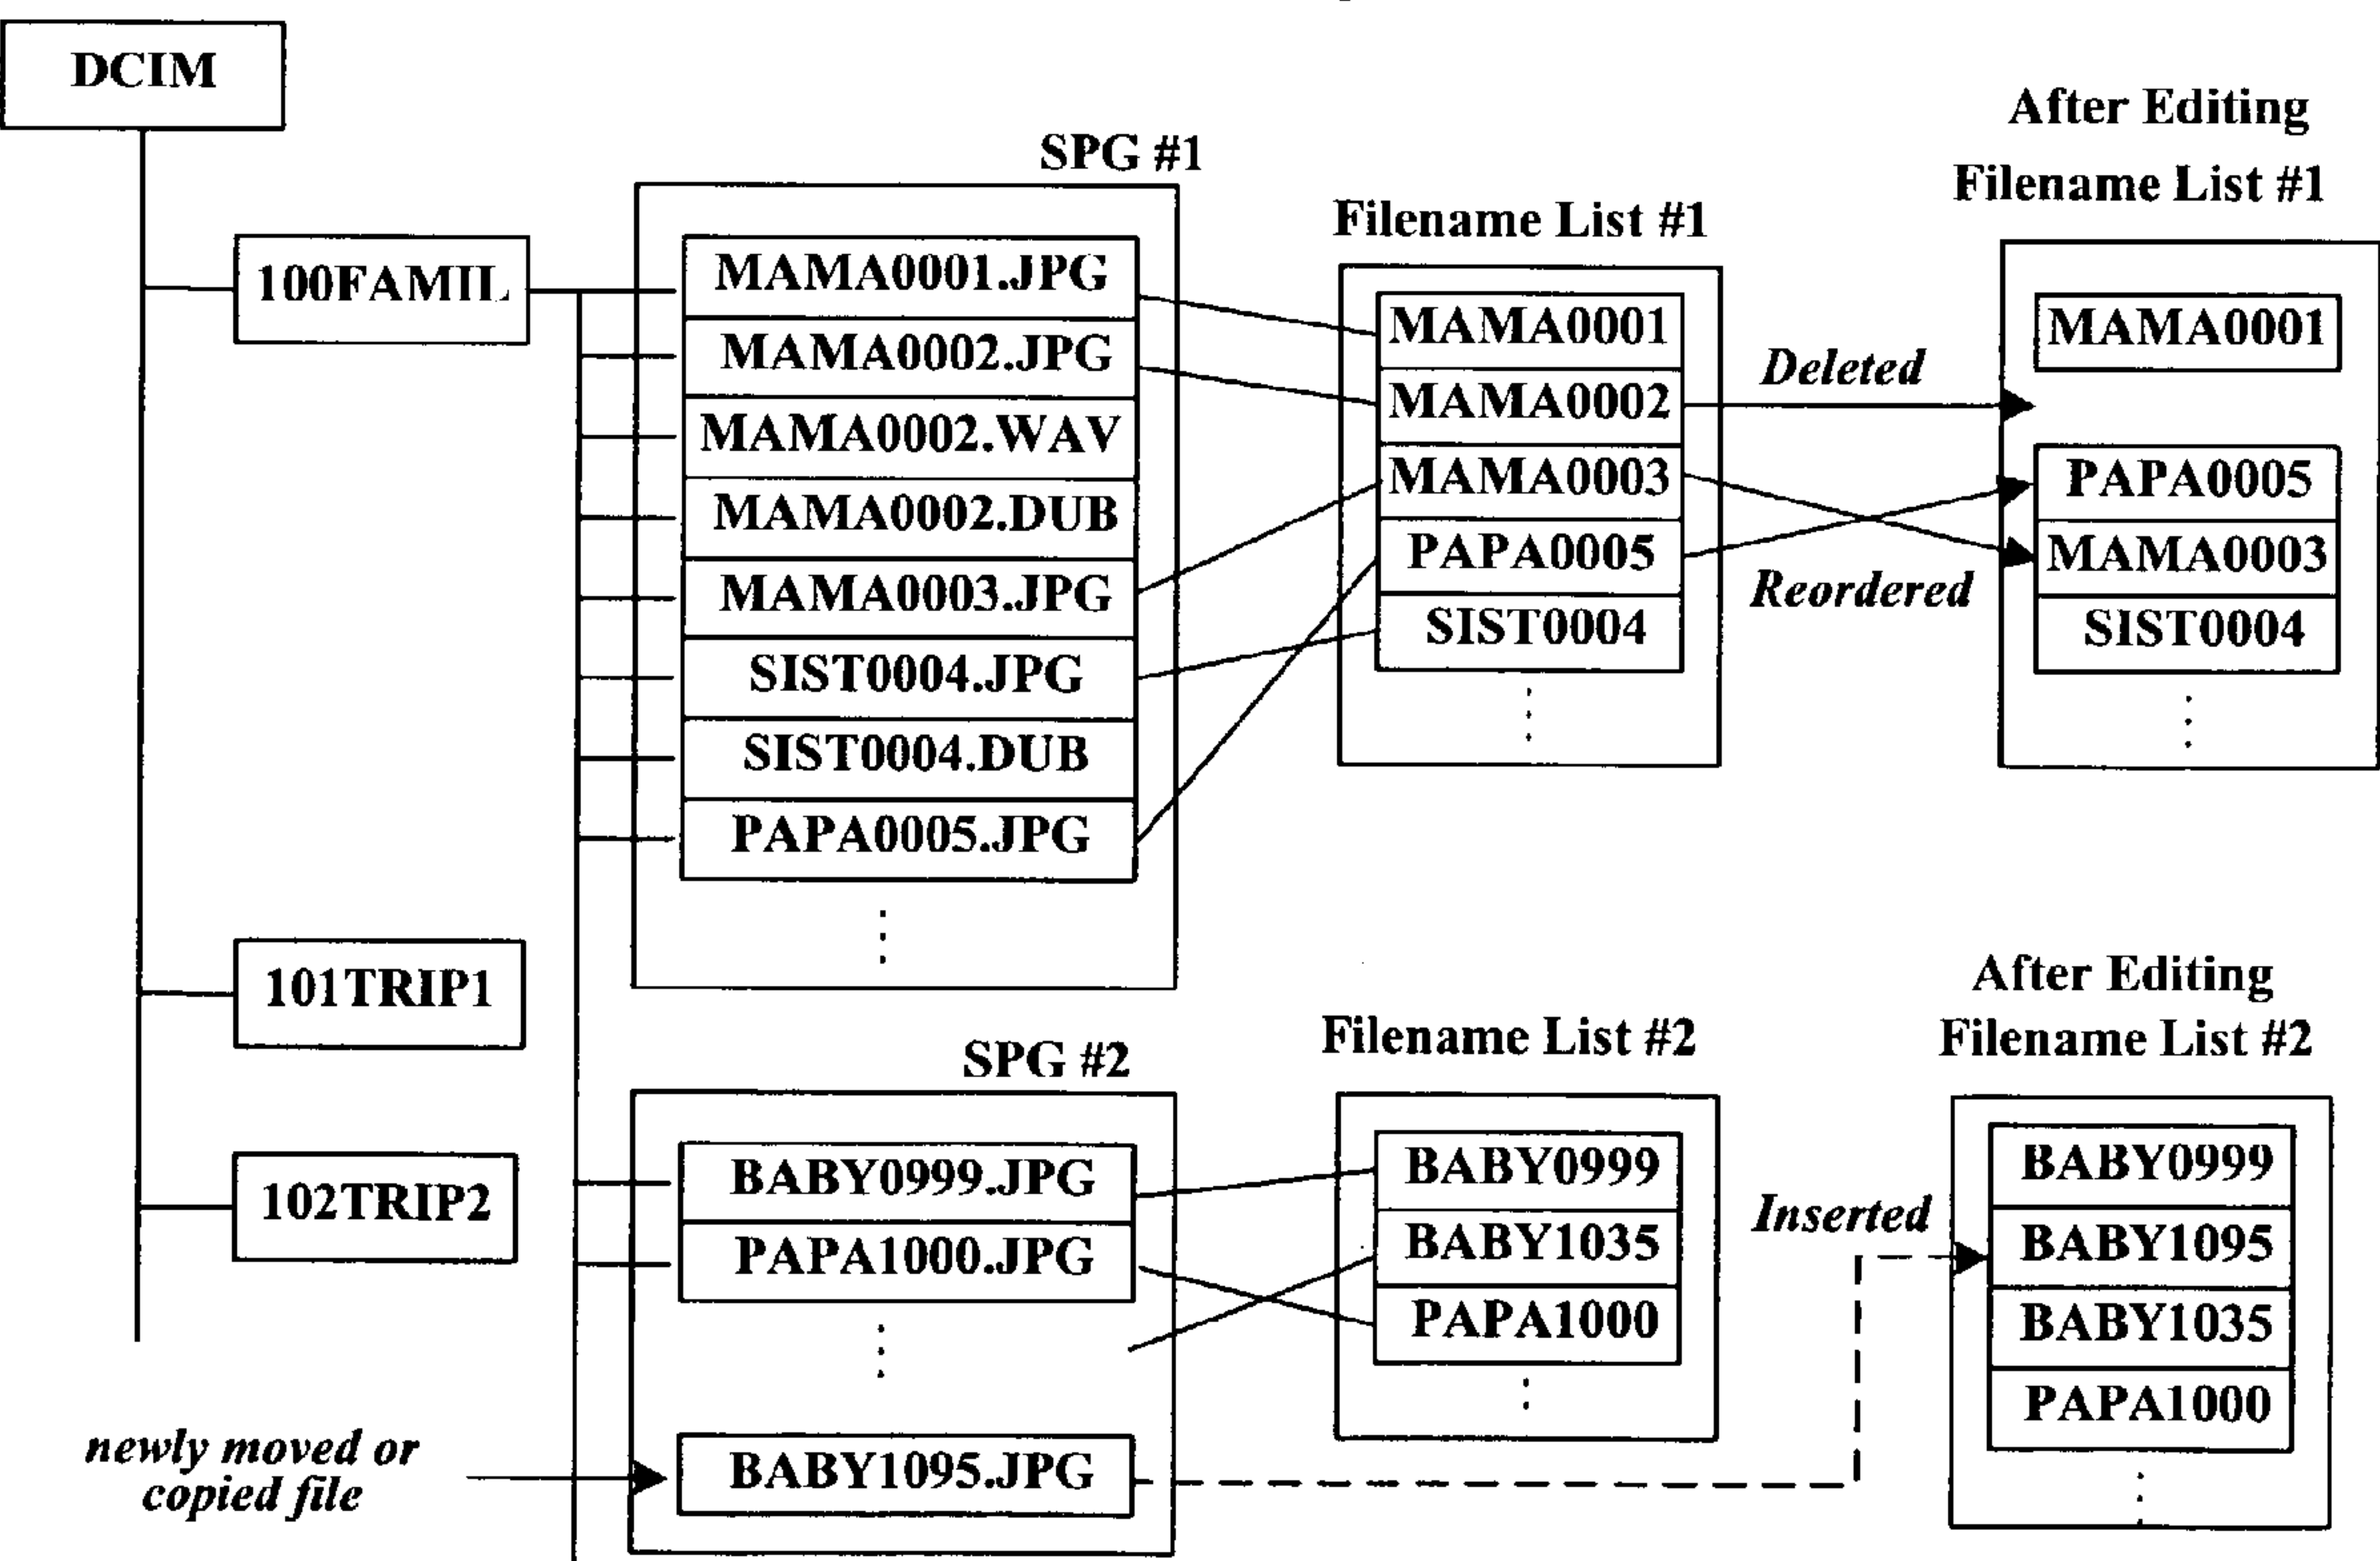 DCIM
100FAMIL
101TRIP1
102TRIP2
newly moved or
copied file
SPG #1
MAMA0001.JPG
MAMA0002.JPG
MAMA0002.WAV
MAMA0002.DUB
MAMA0003.JPG
SIST0004.JPG
SIST0004.DUB
PAPA0005.JPG
Filename List #1
MAMA0001
MAMA0002
MAMA0003
PAPA0005
SIST0004
Deleted
Reordered
After Editing
Filename List #1
MAMA0001
PAPA0005
MAMA0003
SIST0004
SPG #2
BABY0999.JPG
PAPA1000.JPG
BABY1095.JPG
Filename List #2
BABY0999
BABY1035
PAPA1000
Inserted
After Editing
Filename List #2
BABY0999
BABY1095
BABY1035
PAPA1000